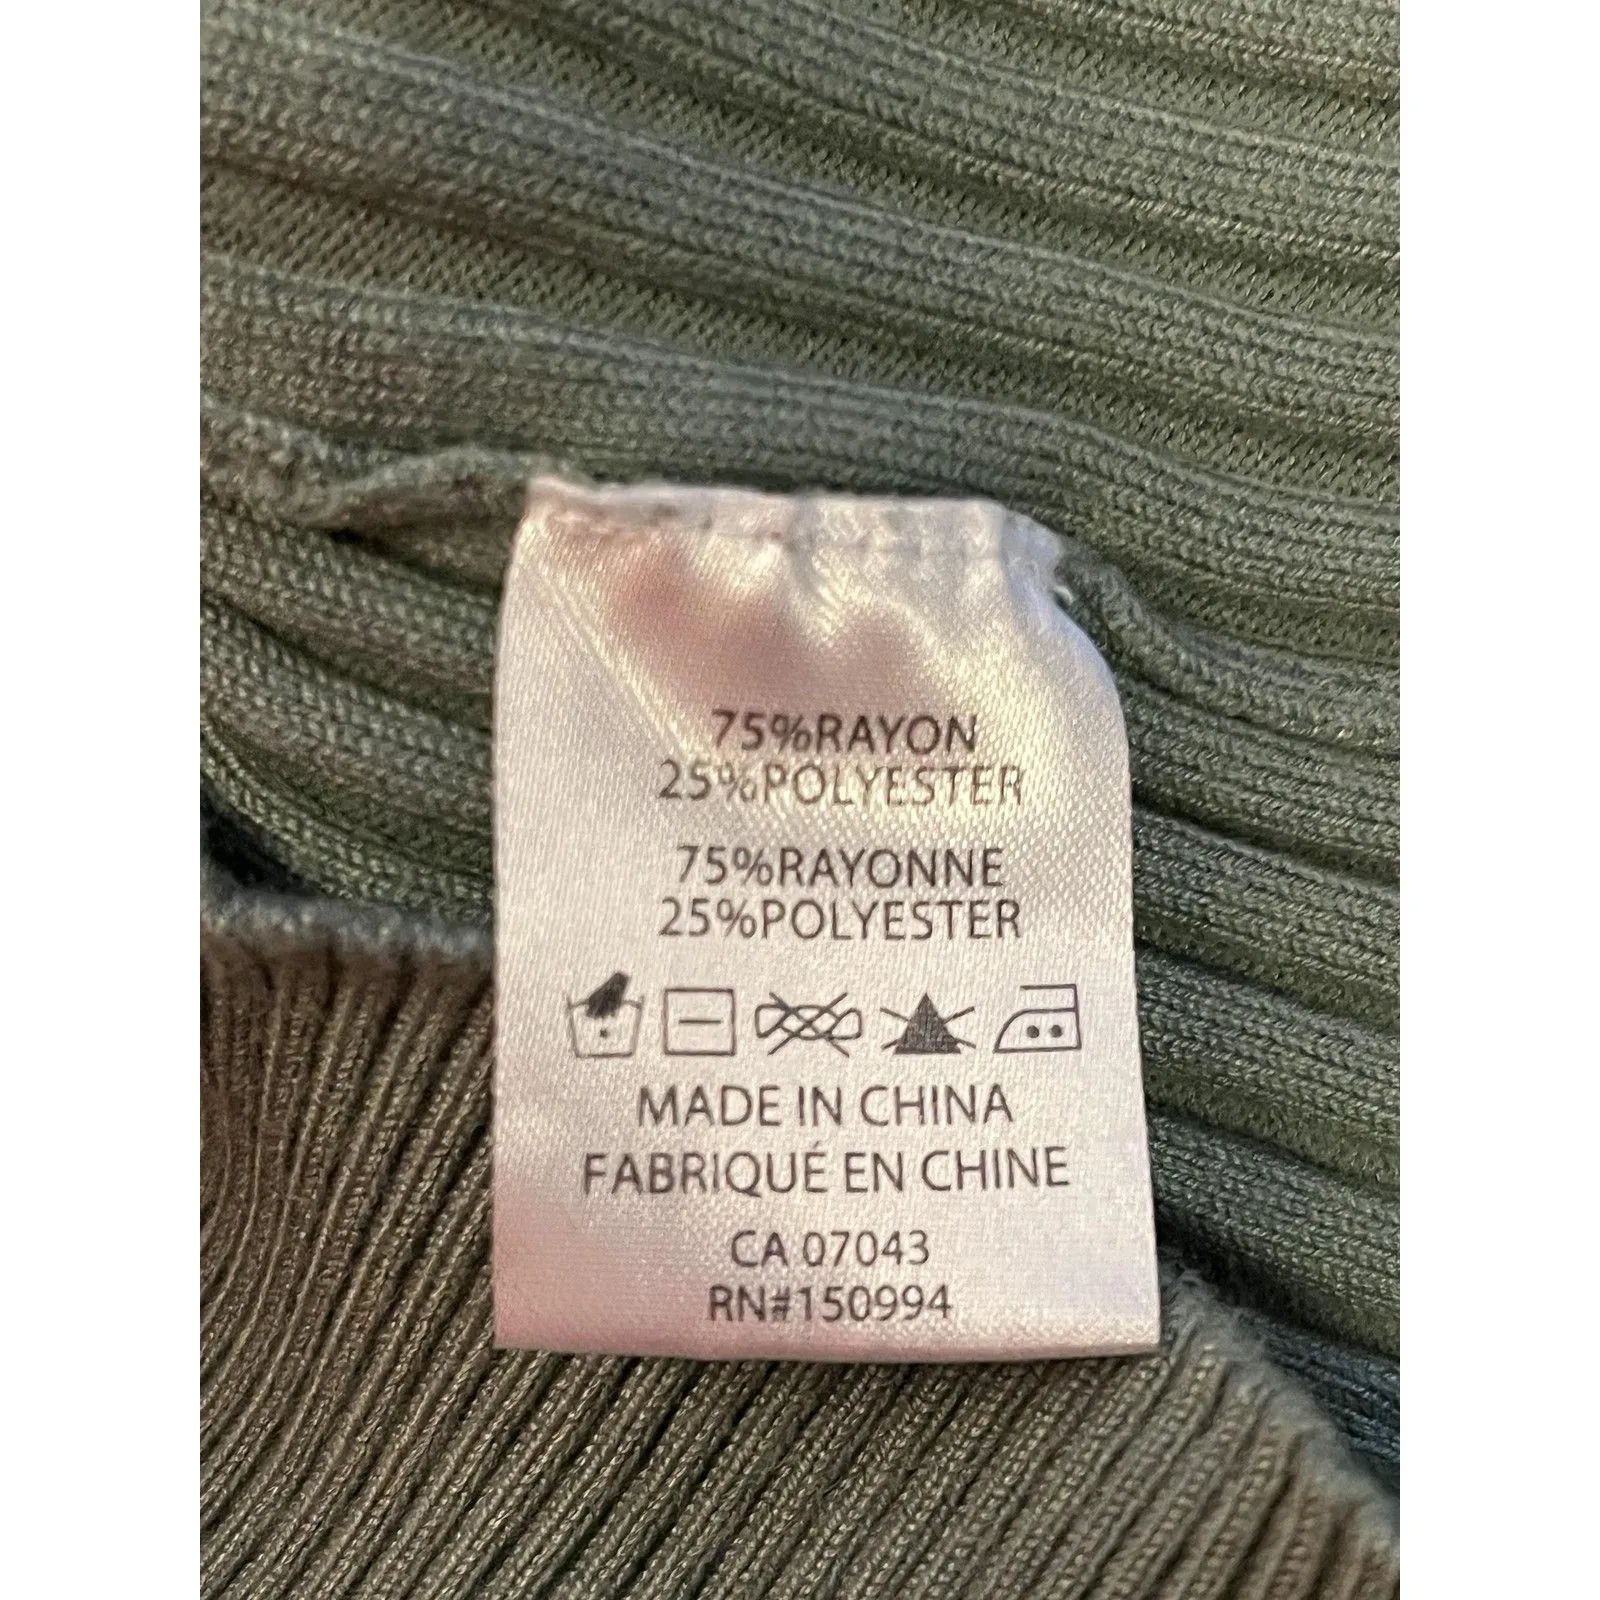 75%RAYON
25%POLYESTER
75%RAYONNE
25%POLYESTER
MADE IN CHINA
FABRIQUÉ EN CHINE
CA 07043
RN#150994